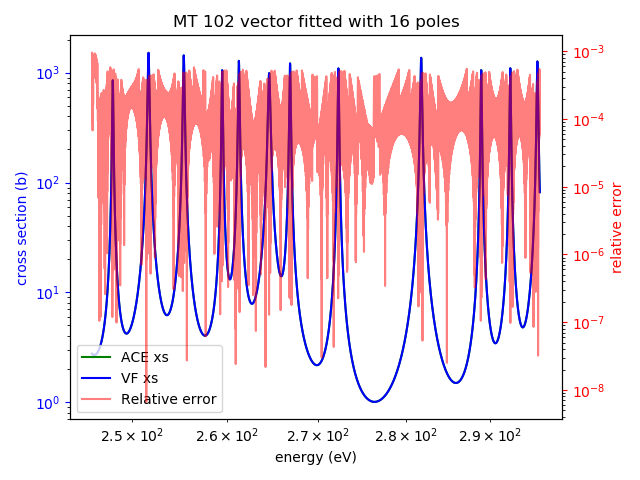 MT 102 vector fitted with 16 poles
10³
10²
10¹
10⁰
cross section (b)
10⁻³
10⁻⁴
10⁻⁵
10⁻⁶
10⁻⁷
10⁻⁸
relative error
ACE xs
VF xs
Relative error
2.5 × 10² 2.6 × 10² 2.7 × 10² 2.8 × 10² 2.9 × 10²
energy (eV)